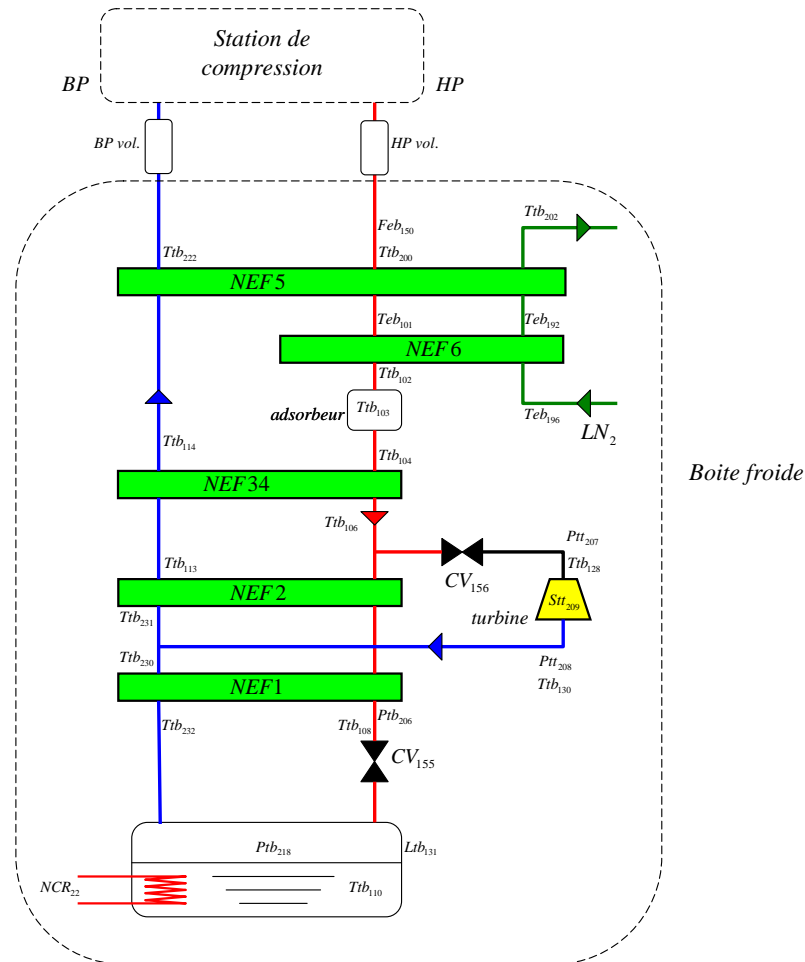 Station de
compression
BP
HP
BP vol.
HP vol.
Ttb202
Feb150
Ttb222
Ttb200
NEF5
Teb101
Teb192
NEF6
Ttb102
adsorbeur
Ttb103
Teb196
LN2
Ttb114
Ttb104
NEF34
Boite froide
Ttb106
Ptt207
Ttb113
Ttb128
CV156
NEF2
Stt209
Ttb231
turbine
Ttb230
Ptt208
Ttb130
NEF1
Ptb206
Ttb232
Ttb108
CV155
Ptb218
Ltb131
NCR22
Ttb110